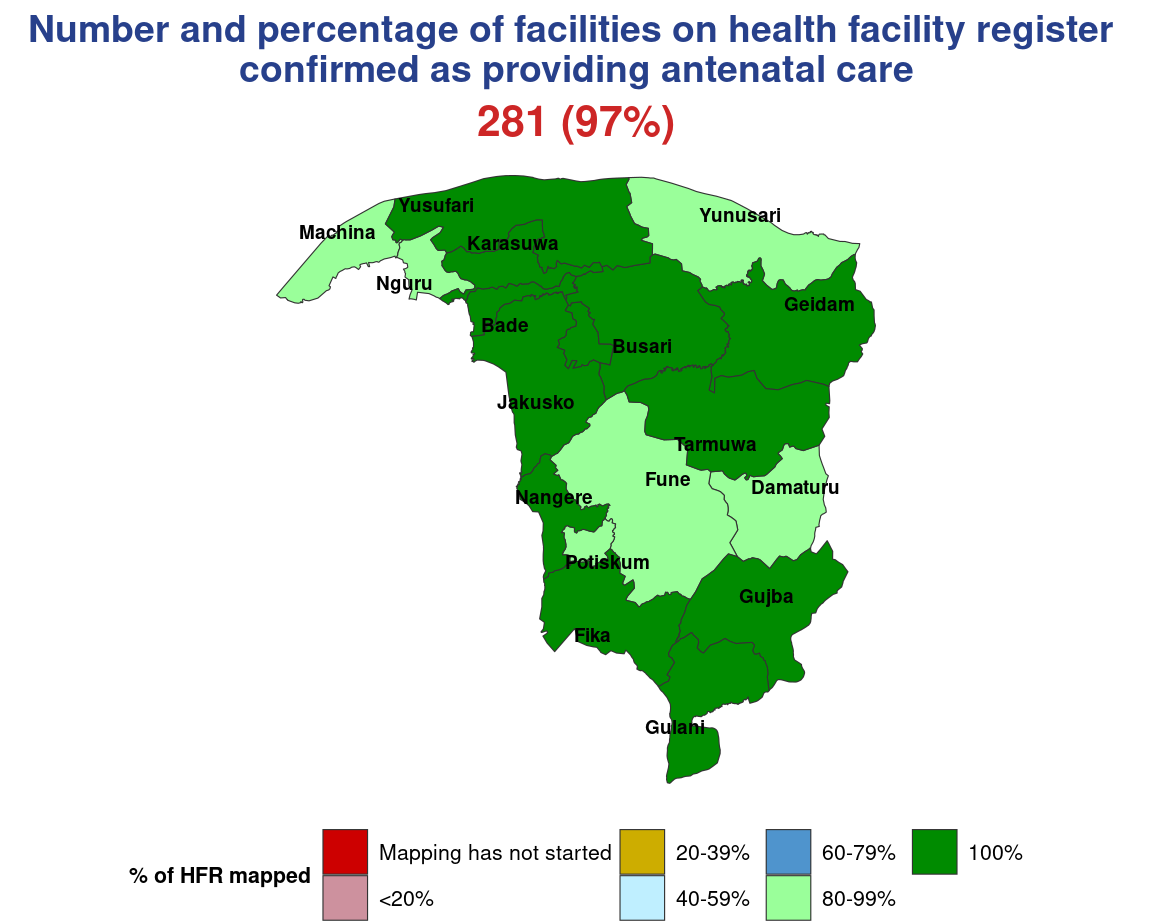 Number and percentage of facilities on health facility register
confirmed as providing antenatal care
281 (97%)
Yusufari
Yunusari
Machina
Karasuwa
Nguru
Geidam
Bade
Busari
Jakusko
Tarmuwa
Fune
Damaturu
Nangere
Potiskum
Gujba
Fika
Gulani
% of HFR mapped
Mapping has not started
<20%
20-39%
40-59%
60-79%
80-99%
100%